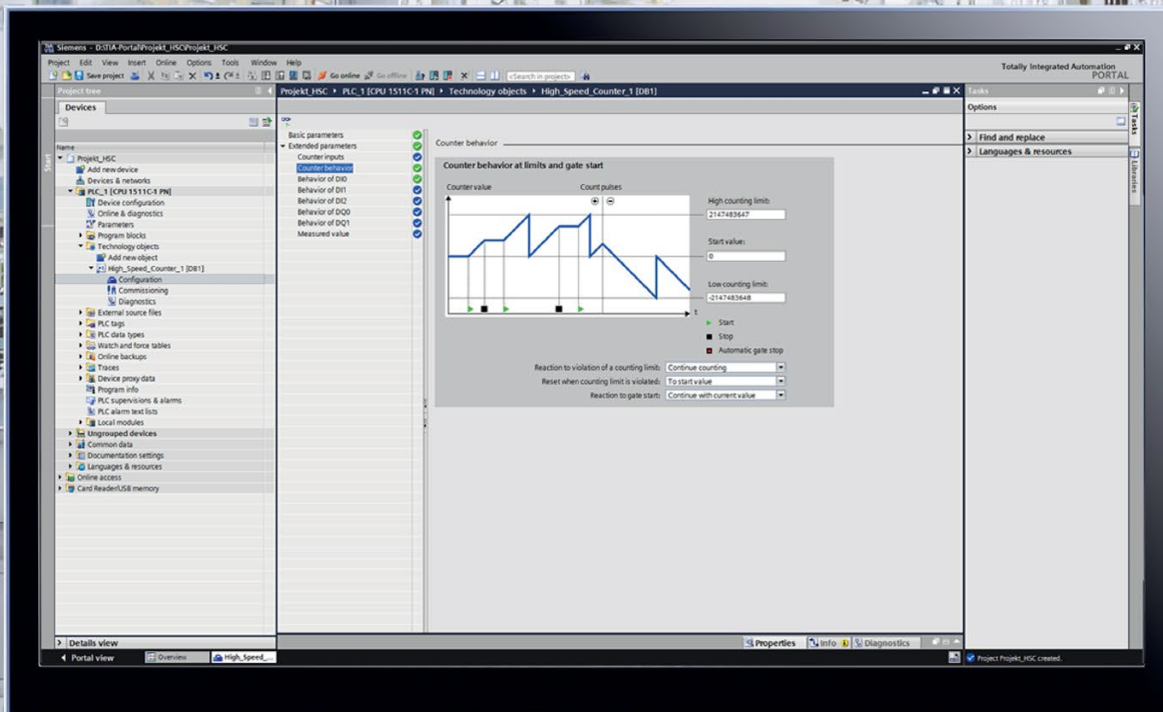 Siemens - D:\TIA-Portal\Projekt_HSC\Projekt_HSC
Project Edit View Insert Online Options Tools Window Help
Totally Integrated Automation
PORTAL
Save project
Go online
Go offline
<Search in project>
Project tree
Projekt_HSC
PLC_1 [CPU 1511C-1 PN]
Technology objects
High_Speed_Counter_1 [DB1]
Tasks
Devices
Options
Name
Projekt_HSC
Add new device
Devices & networks
PLC_1 [CPU 1511C-1 PN]
Device configuration
Online & diagnostics
Parameters
Program blocks
Technology objects
Add new object
High_Speed_Counter_1 [DB1]
Configuration
Commissioning
Diagnostics
External source files
PLC tags
PLC data types
Watch and force tables
Online backups
Traces
Device proxy data
Program info
PLC supervisions & alarms
PLC alarm text lists
Local modules
Ungrouped devices
Common data
Documentation settings
Languages & resources
Online access
Card Reader/USB memory
Details view
Start
Basic parameters
Extended parameters
Counter inputs
Counter behavior
Behavior of DI0
Behavior of DI1
Behavior of DI2
Behavior of DQ0
Behavior of DQ1
Measured value
Counter behavior
Counter behavior at limits and gate start
Counter value
Count pulses
High counting limit:
2147483647
Start value:
0
Low counting limit:
-2147483648
t
Start
Stop
Automatic gate stop
Reaction to violation of a counting limit: Continue counting
Reset when counting limit is violated: To start value
Reaction to gate start: Continue with current value
Find and replace
Languages & resources
Tasks
Libraries
Properties
Info
Diagnostics
Portal view
Overview
High_Speed_...
Project Projekt_HSC created.